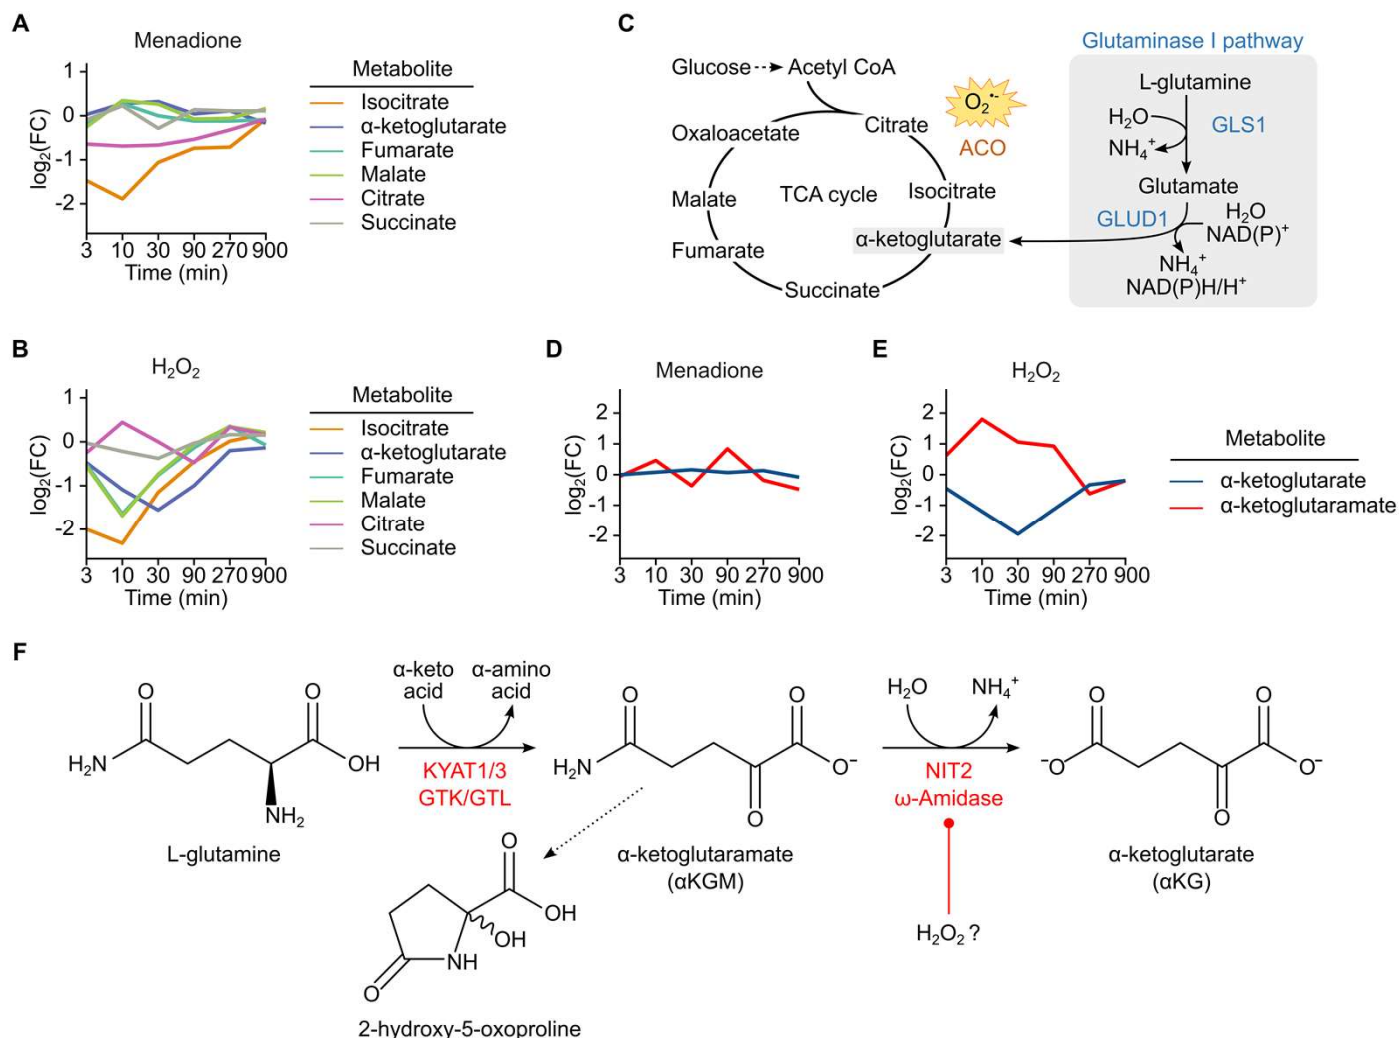 A
Menadione
log₂(FC)
1
0
-1
-2
3 10 30 90 270 900
Time (min)
Metabolite
Isocitrate
α-ketoglutarate
Fumarate
Malate
Citrate
Succinate
C
Glutaminase I pathway
Glucose
Acetyl CoA
O₂•-
ACO
Oxaloacetate
Citrate
Malate
TCA cycle
Isocitrate
Fumarate
α-ketoglutarate
Succinate
L-glutamine
H₂O
GLS1
NH₄⁺
Glutamate
GLUD1
H₂O
NAD(P)⁺
NH₄⁺
NAD(P)H/H⁺
B
H₂O₂
log₂(FC)
1
0
-1
-2
3 10 30 90 270 900
Time (min)
Metabolite
Isocitrate
α-ketoglutarate
Fumarate
Malate
Citrate
Succinate
D
Menadione
log₂(FC)
2
1
0
-1
-2
3 10 30 90 270 900
Time (min)
E
H₂O₂
log₂(FC)
2
1
0
-1
-2
3 10 30 90 270 900
Time (min)
Metabolite
α-ketoglutarate
α-ketoglutaramate
F
O
O
H₂N
OH
NH₂
L-glutamine
α-keto
acid
α-amino
acid
KYAT1/3
GTK/GTL
O
O
H₂N
O⁻
O
α-ketoglutaramate
(αKGM)
H₂O
NH₄⁺
NIT2
ω-Amidase
H₂O₂ ?
O
O
⁻O
O⁻
O
α-ketoglutarate
(αKG)
O
OH
OH
NH
O
2-hydroxy-5-oxoproline